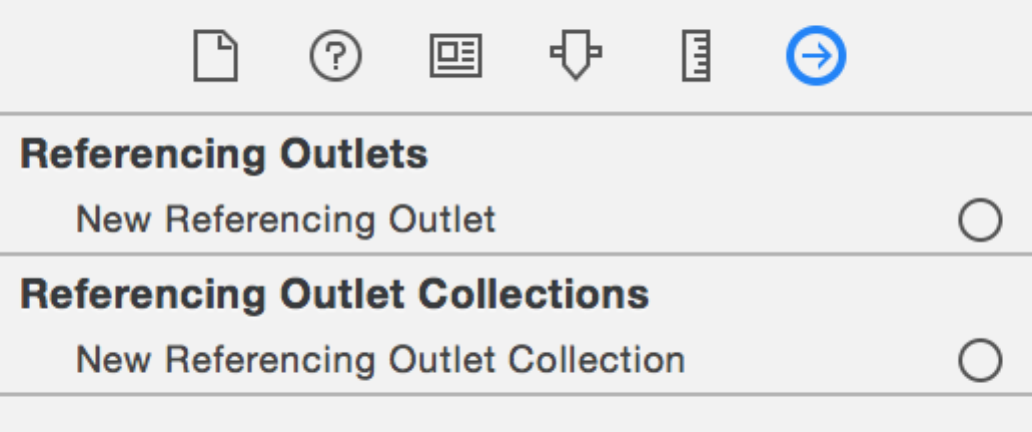 Referencing Outlets
New Referencing Outlet
Referencing Outlet Collections
New Referencing Outlet Collection